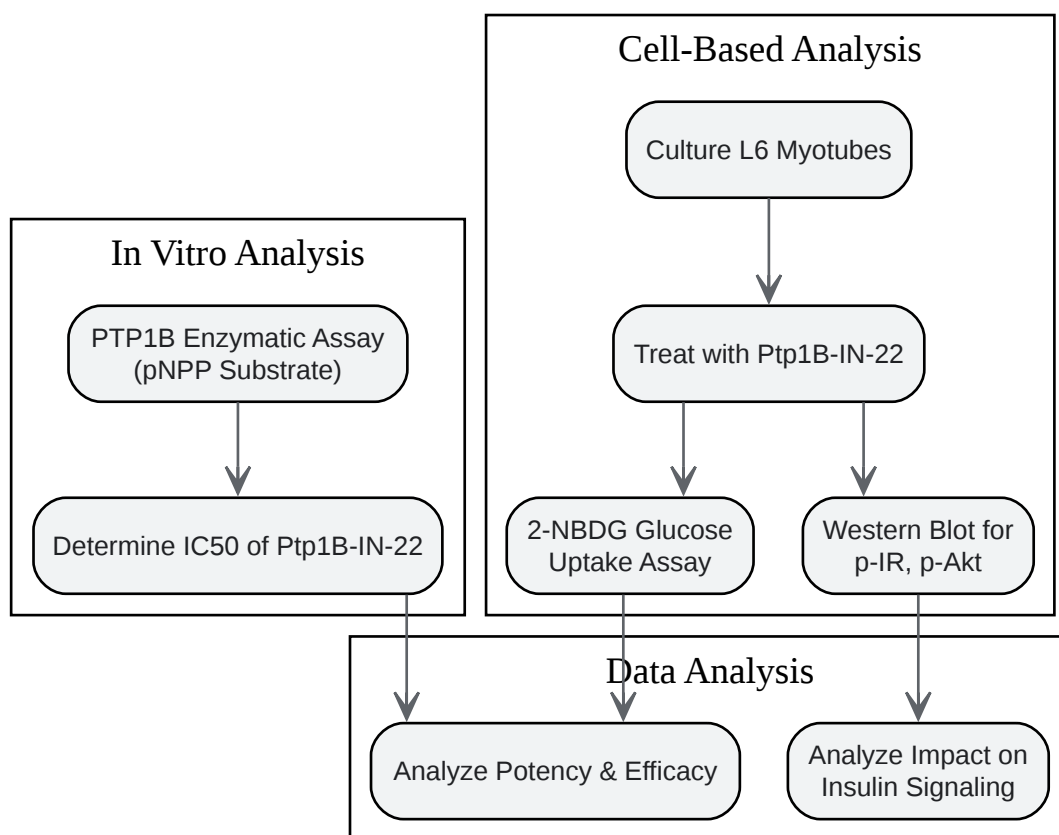 Cell-Based Analysis
Culture L6 Myotubes
In Vitro Analysis
PTP1B Enzymatic Assay
(pNPP Substrate)
Treat with Ptp1B-IN-22
Determine IC50 of Ptp1B-IN-22
2-NBDG Glucose
Uptake Assay
Western Blot for
p-IR, p-Akt
Data Analysis
Analyze Potency & Efficacy
Analyze Impact on
Insulin Signaling